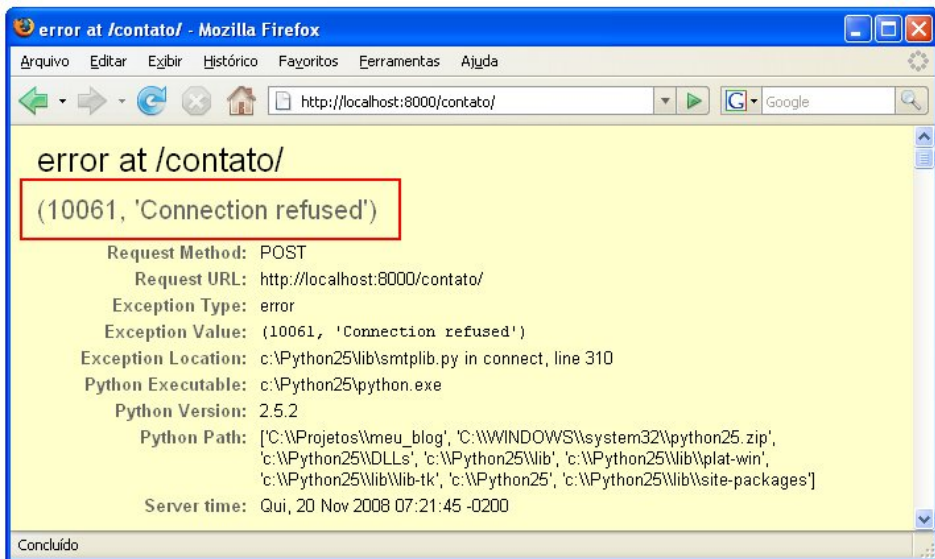 error at /contato/ - Mozilla Firefox
Arquivo Editar Exibir Histórico Favoritos Ferramentas Ajuda
http://localhost:8000/contato/
G
Google
error at /contato/
(10061, 'Connection refused')
Request Method: POST
Request URL: http://localhost:8000/contato/
Exception Type: error
Exception Value: (10061, 'Connection refused')
Exception Location: c:\Python25\lib\smtplib.py in connect, line 310
Python Executable: c:\Python25\python.exe
Python Version: 2.5.2
Python Path: ['C:\\Projetos\\meu_blog', 'C:\\WINDOWS\\system32\\python25.zip',
'c:\\Python25\\DLLs', 'c:\\Python25\\lib', 'c:\\Python25\\lib\\plat-win',
'c:\\Python25\\lib\\lib-tk', 'c:\\Python25', 'c:\\Python25\\lib\\site-packages']
Server time: Qui, 20 Nov 2008 07:21:45 -0200
Concluído